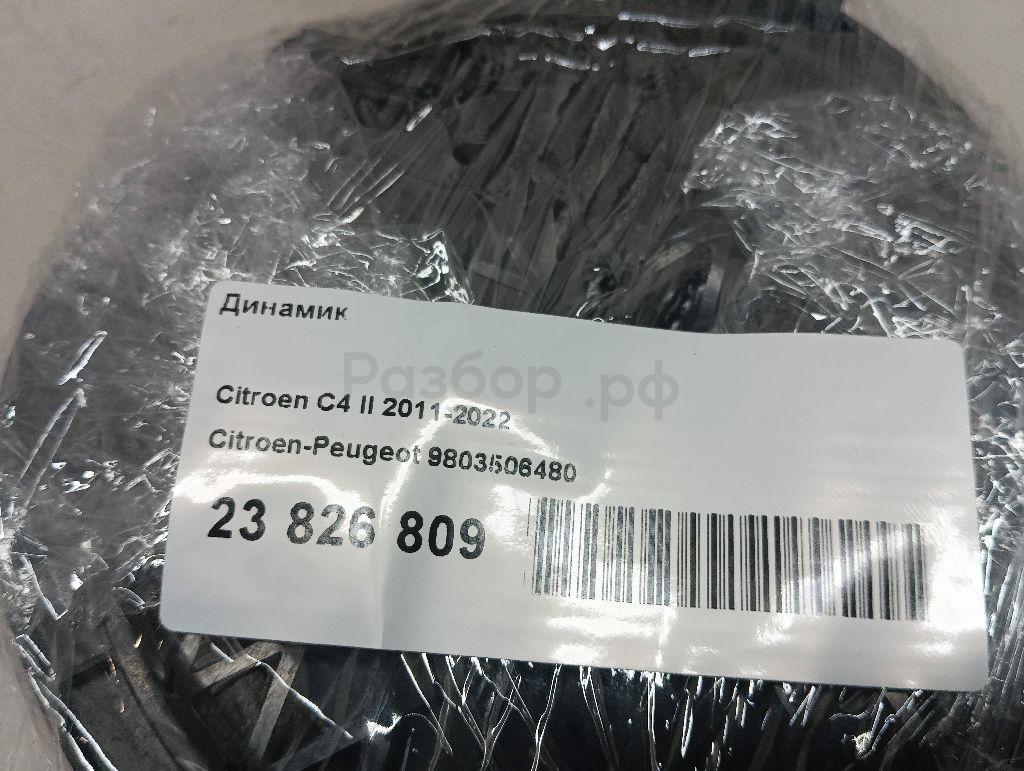 Динамик
Разбор.рф
Citroen C4 II 2011-2022
Citroen-Peugeot 9803506480
23 826 809